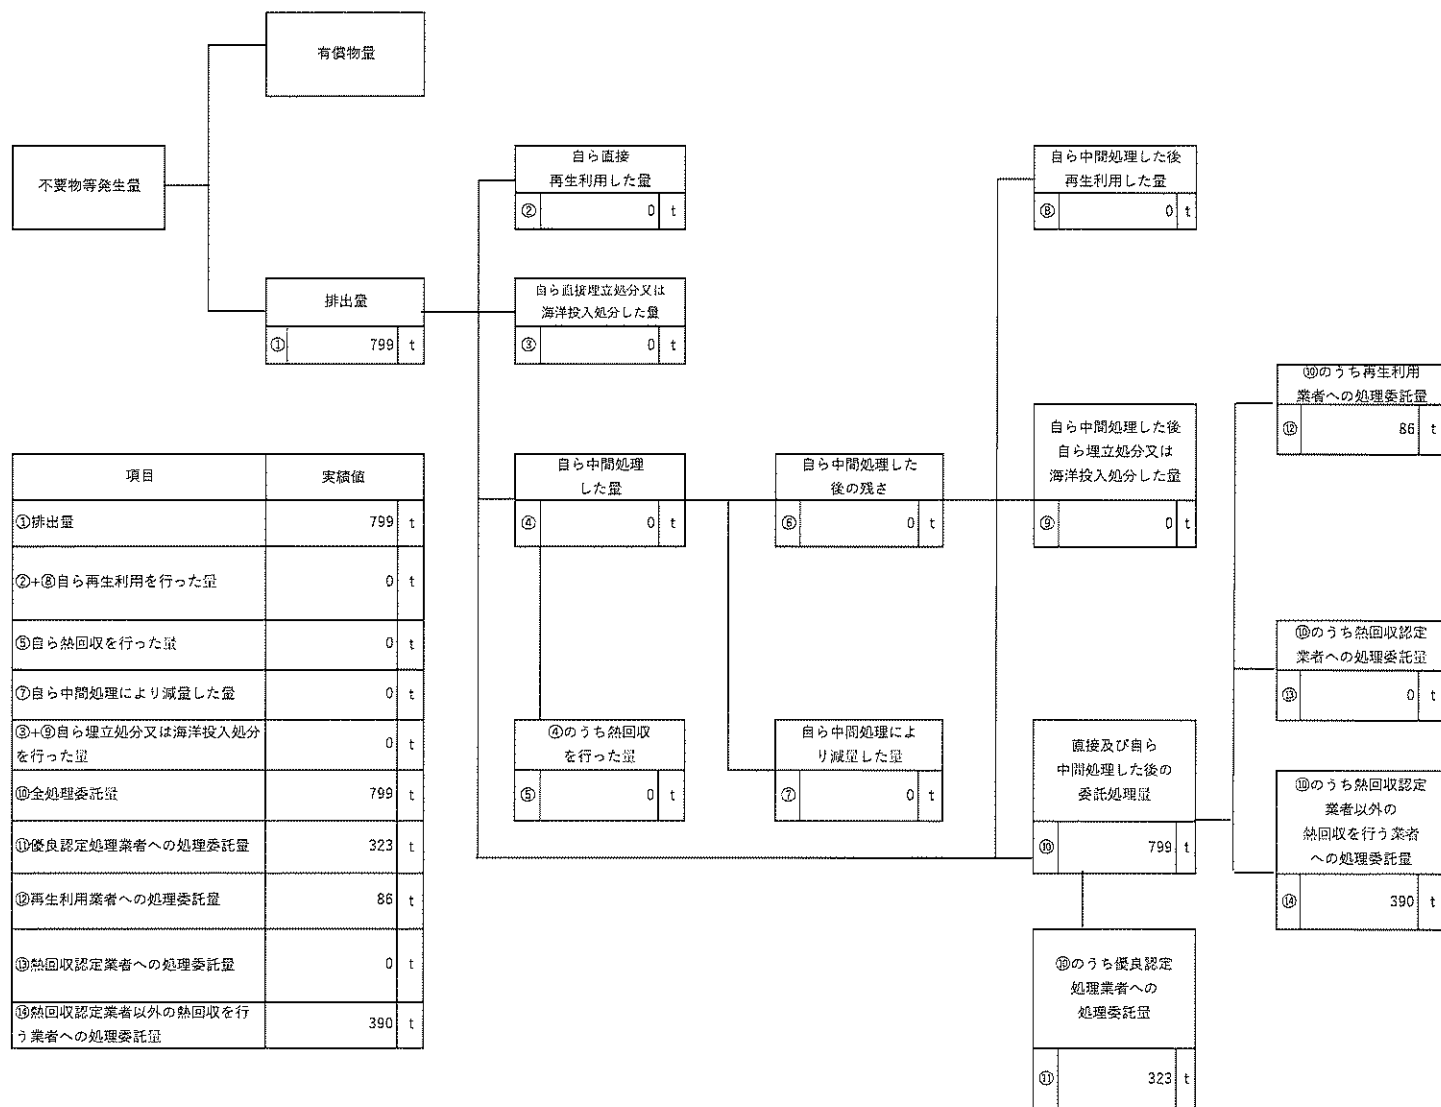 有償物量
不要物等発生量
排出量
① 799 t
自ら直接
再生利用した量
② 0 t
自ら直接埋立処分又は
海洋投入処分した量
③ 0 t
自ら中間処理した後
再生利用した量
⑧ 0 t
項目 実績値
①排出量 799 t
②+⑧自ら再生利用を行った量 0 t
⑤自ら熱回収を行った量 0 t
⑦自ら中間処理により減量した量 0 t
③+⑨自ら埋立処分又は海洋投入処分
を行った量 0 t
⑩全処理委託量 799 t
⑪優良認定処理業者への処理委託量 323 t
⑫再生利用業者への処理委託量 86 t
⑬熱回収認定業者への処理委託量 0 t
⑭熱回収認定業者以外の熱回収を行
う業者への処理委託量 390 t
自ら中間処理
した量
④ 0 t
④のうち熱回収
を行った量
⑤ 0 t
自ら中間処理した
後の残さ
⑥ 0 t
自ら中間処理によ
り減量した量
⑦ 0 t
自ら中間処理した後
自ら埋立処分又は
海洋投入処分した量
⑨ 0 t
直接及び自ら
中間処理した後の
委託処理量
⑩ 799 t
⑩のうち優良認定
処理業者への
処理委託量
⑪ 323 t
⑩のうち再生利用
業者への処理委託量
⑫ 86 t
⑩のうち熱回収認定
業者への処理委託量
⑬ 0 t
⑩のうち熱回収認定
業者以外の
熱回収を行う業者
への処理委託量
⑭ 390 t